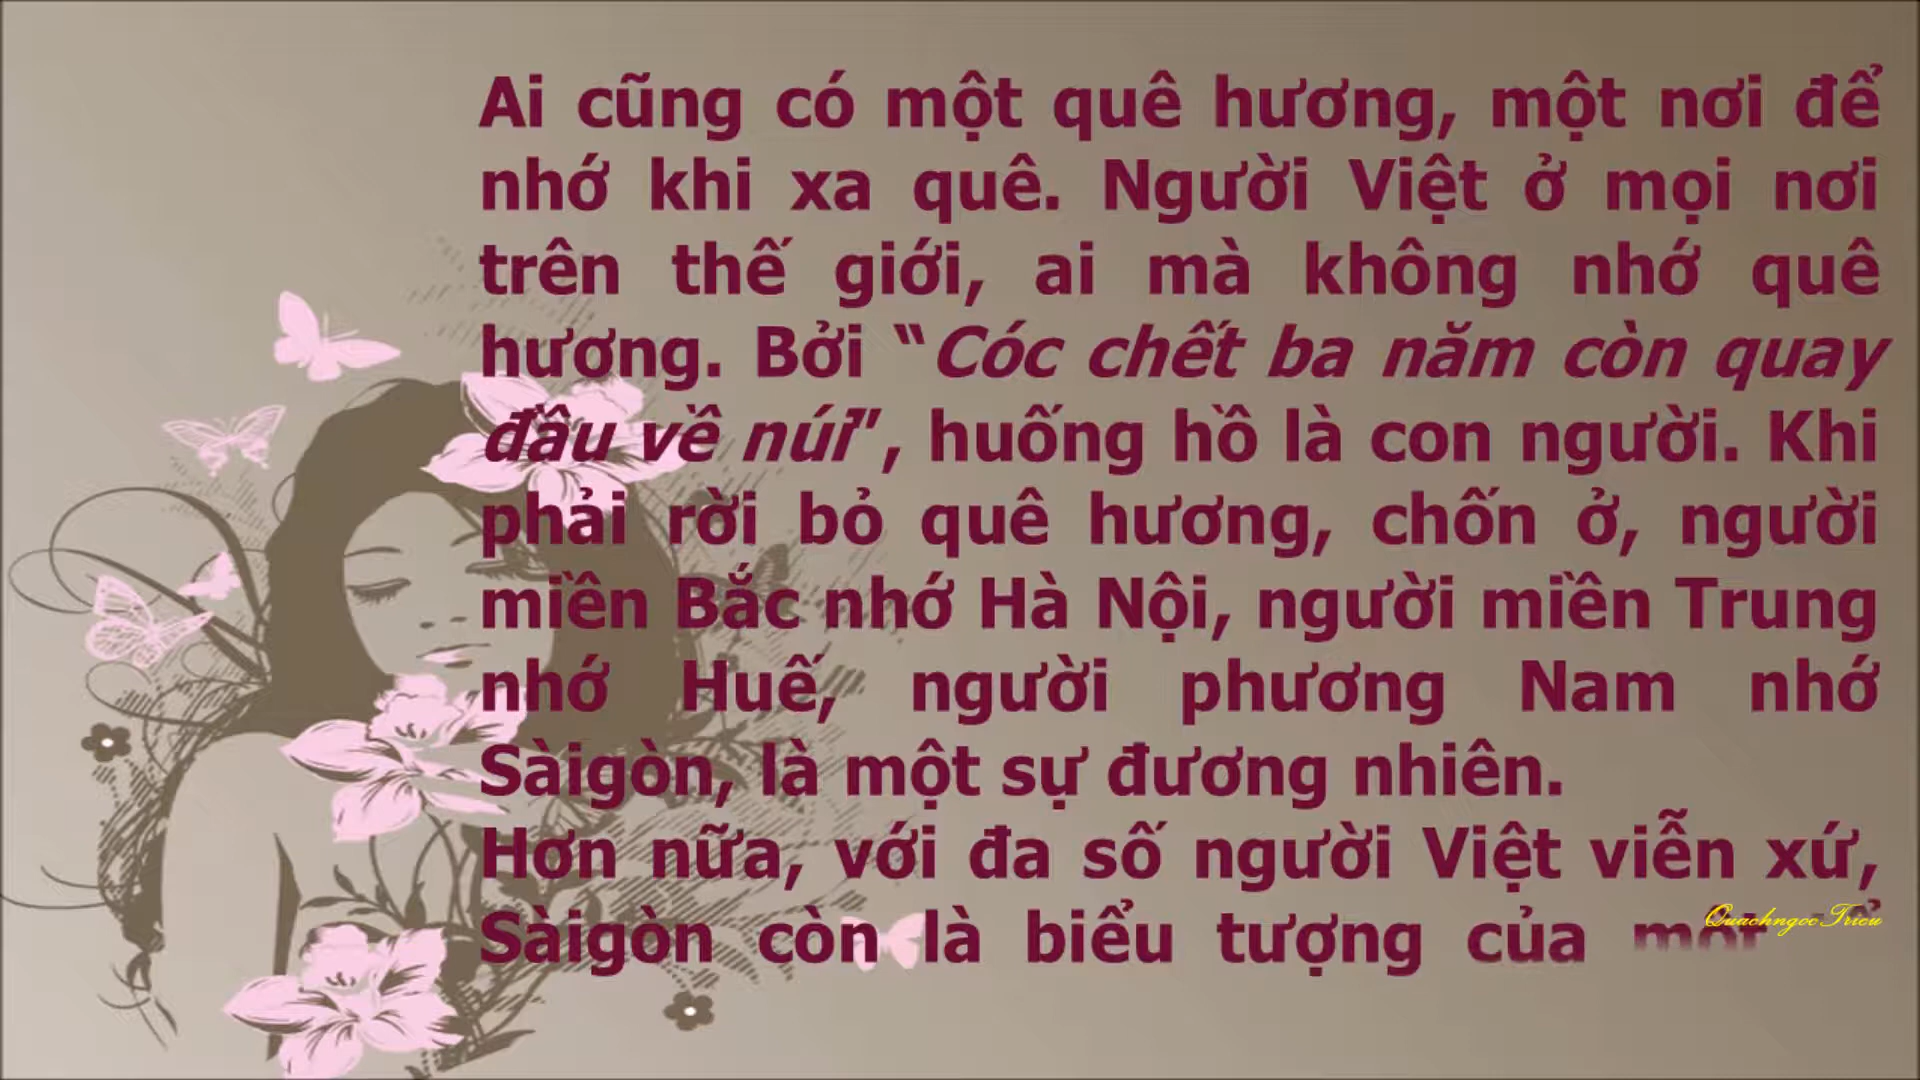 Ai cũng có một quê hương, một nơi để
nhớ khi xa quê. Người Việt ở mọi nơi
trên thế giới, ai mà không nhớ quê
hương. Bởi “Cóc chết ba năm còn quay
đầu về núi”, huống hồ là con người. Khi
phải rời bỏ quê hương, chốn ở, người
miền Bắc nhớ Hà Nội, người miền Trung
nhớ Huế, người phương Nam nhớ
Sàigòn, là một sự đương nhiên.
Hơn nữa, với đa số người Việt viễn xứ,
Sàigòn còn là biểu tượng của
QuachngocTrieu